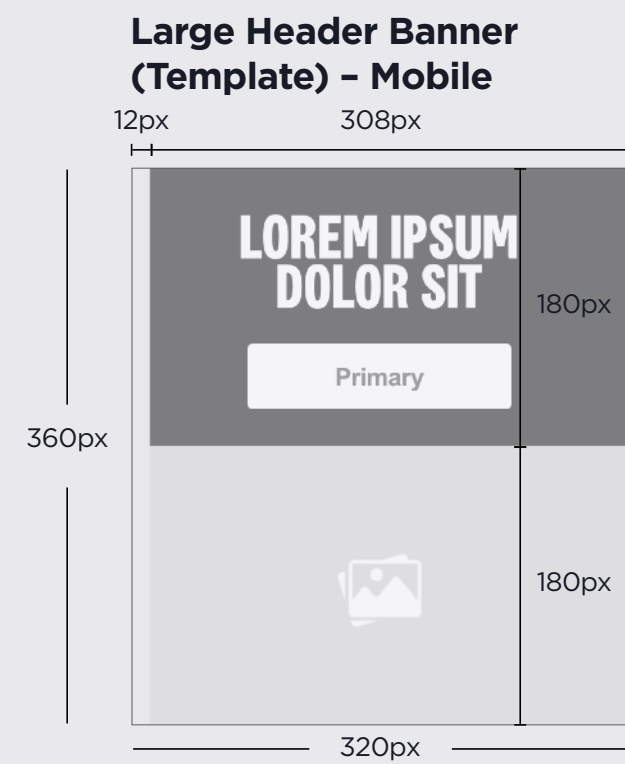 Large Header Banner
(Template) – Mobile
12px
308px
LOREM IPSUM
DOLOR SIT
180px
Primary
360px
180px
320px